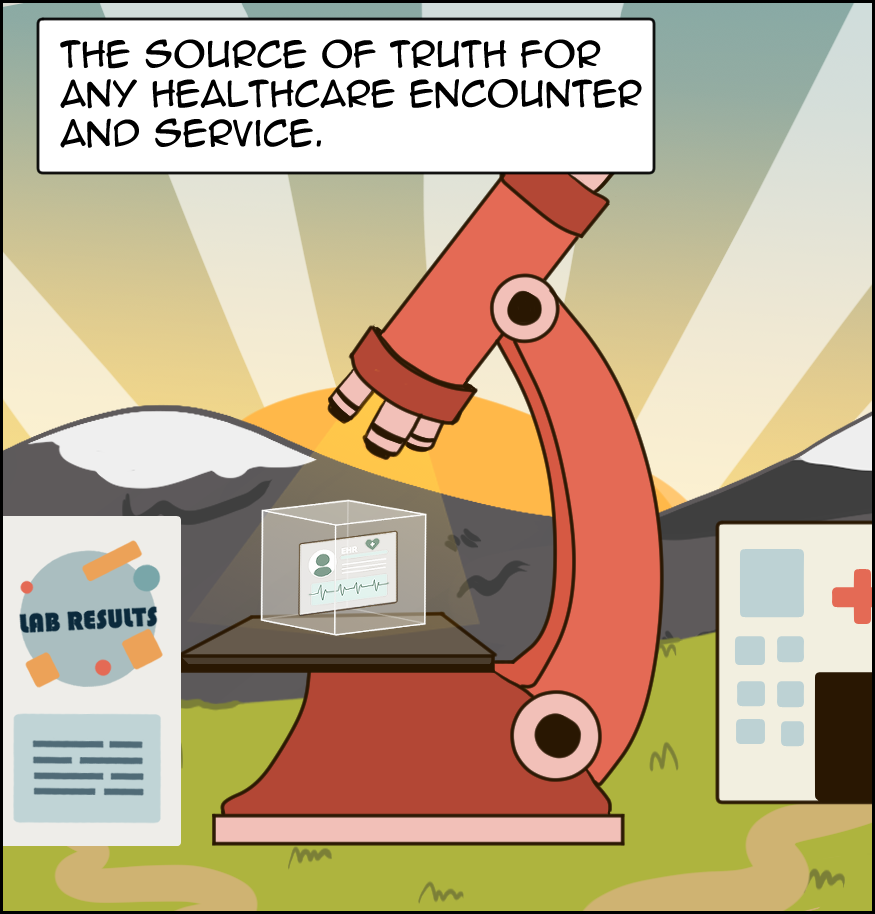 THE SOURCE OF TRUTH FOR
ANY HEALTHCARE ENCOUNTER
AND SERVICE.
EHR
LAB RESULTS